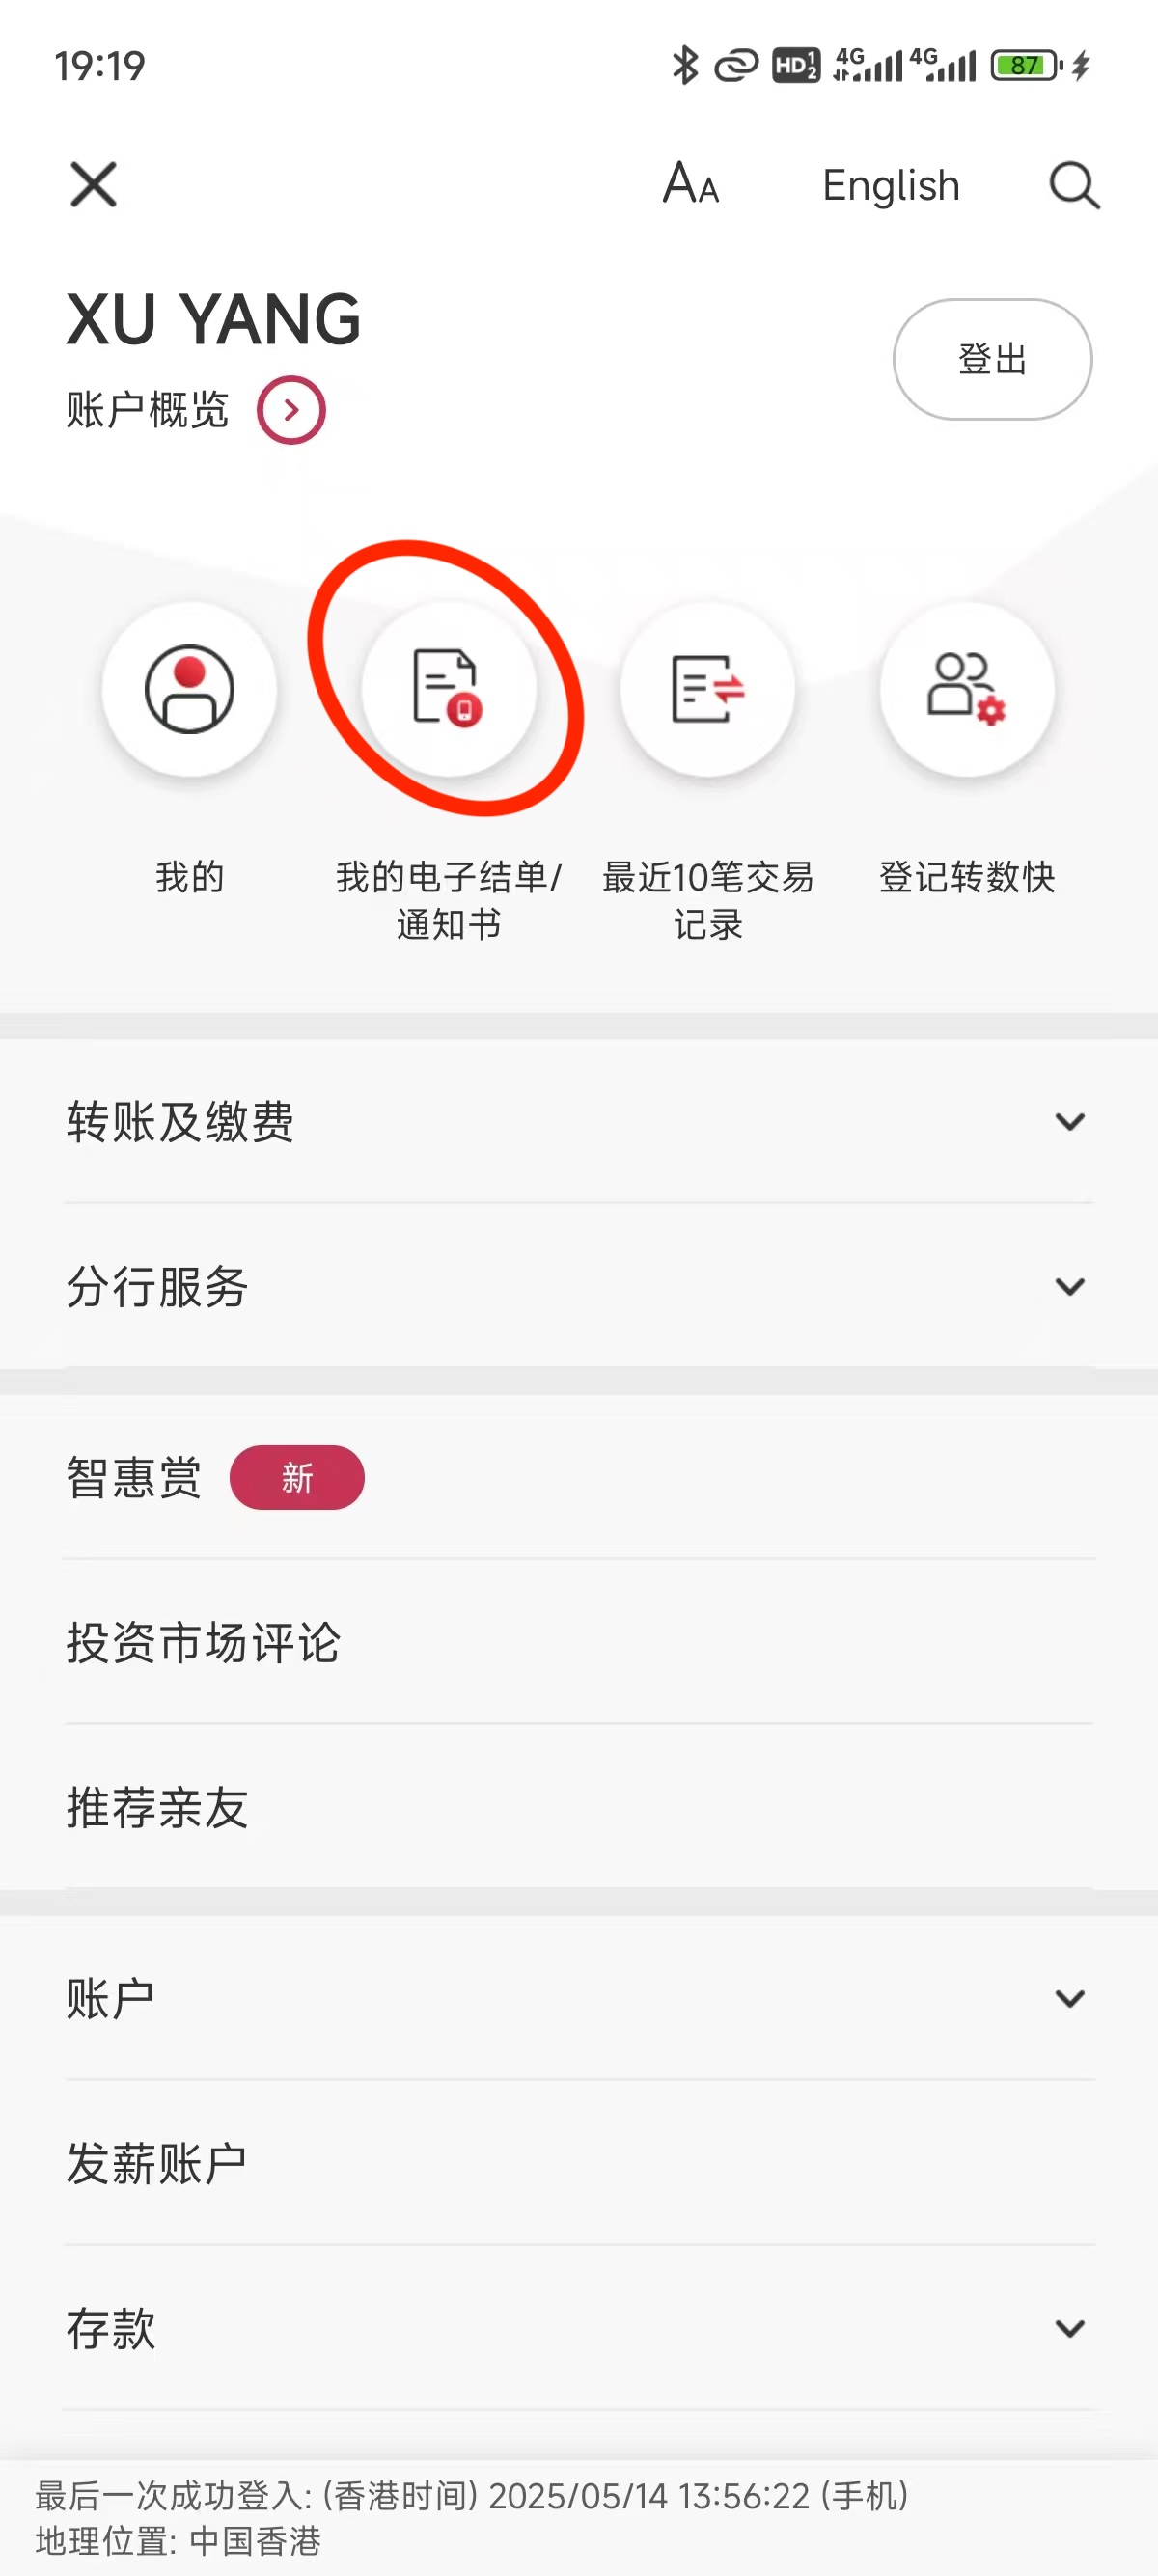 19:19
HD 1 2 4G 4G 87
AA English
XU YANG
账户概览
登出
我的
我的电子结单/
通知书
最近10笔交易
记录
登记转数快
转账及缴费
分行服务
智惠赏 新
投资市场评论
推荐亲友
账户
发薪账户
存款
最后一次成功登入: (香港时间) 2025/05/14 13:56:22 (手机)
地理位置: 中国香港